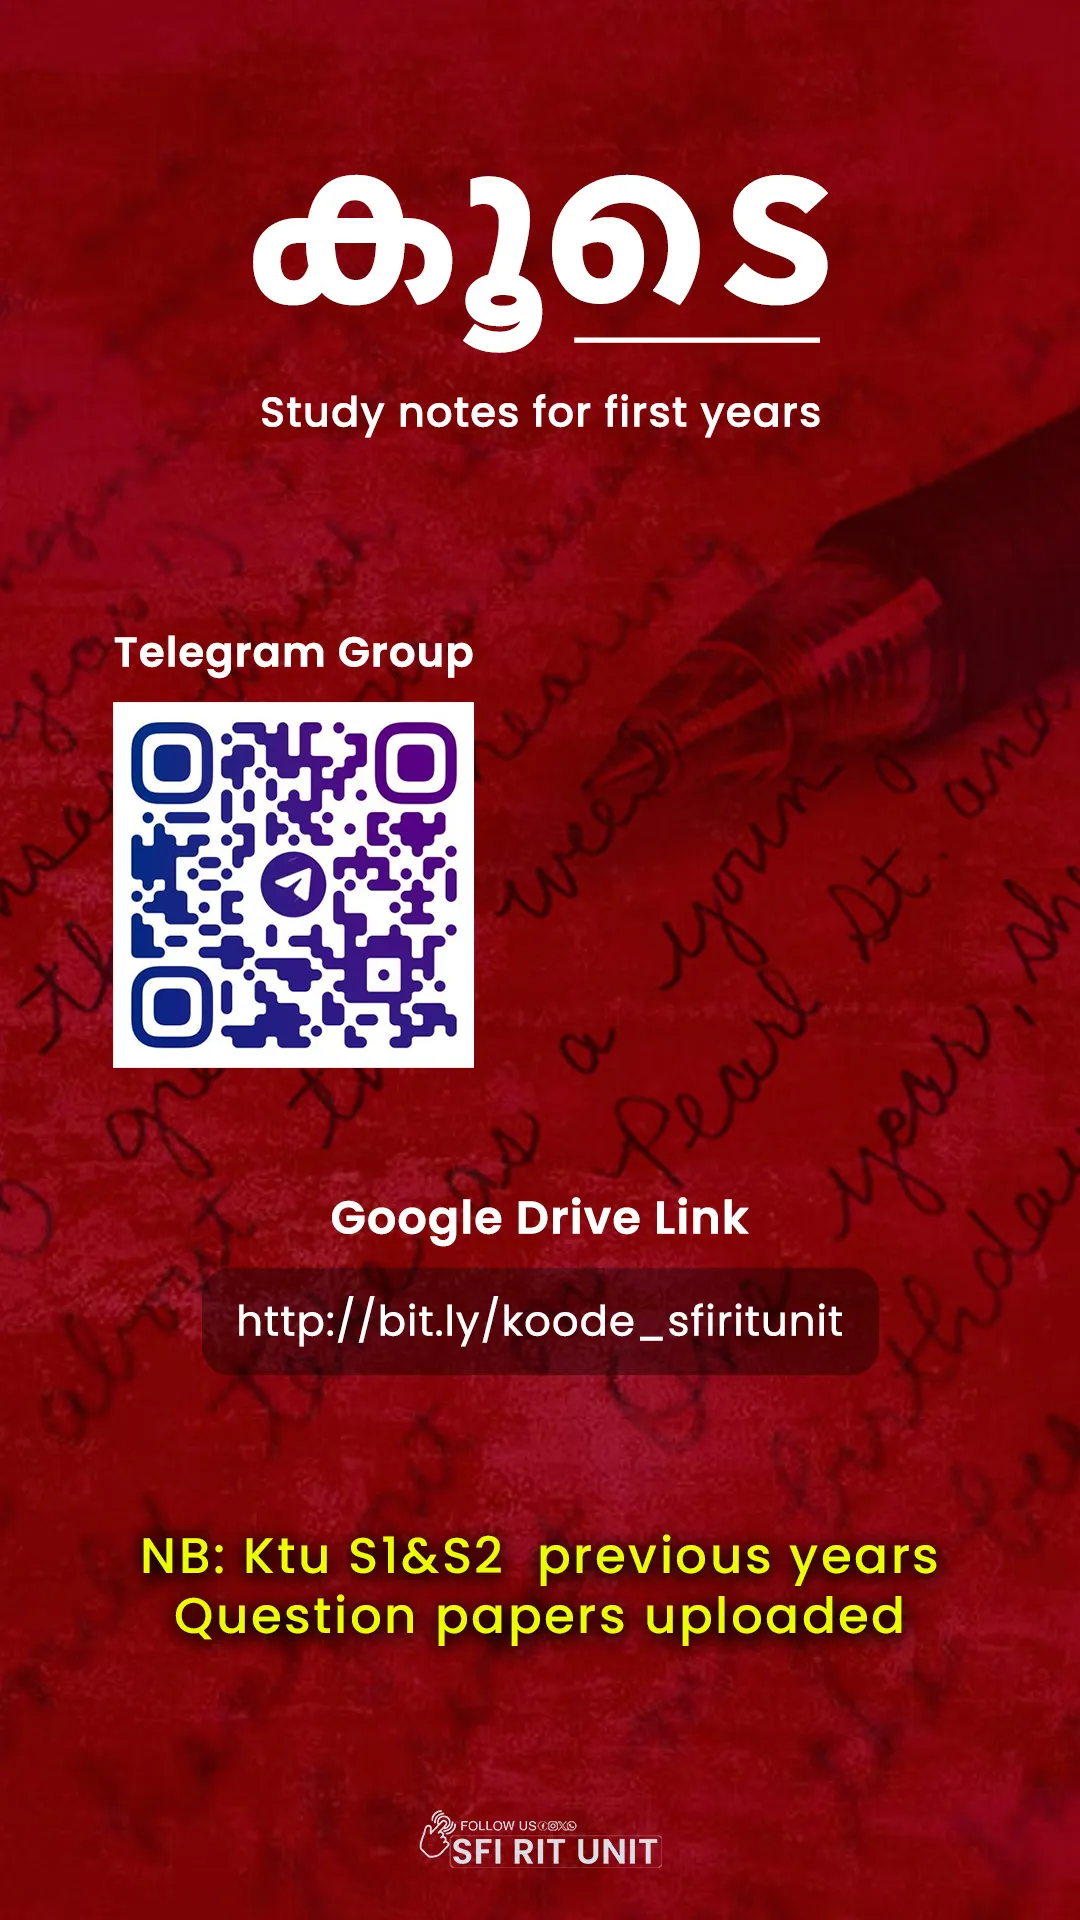 കൂടെ
Study notes for first years
Telegram Group
Google Drive Link
http://bit.ly/koode_sfiritunit
NB: Ktu S1&S2 previous years
Question papers uploaded
FOLLOW US
SFI RIT UNIT